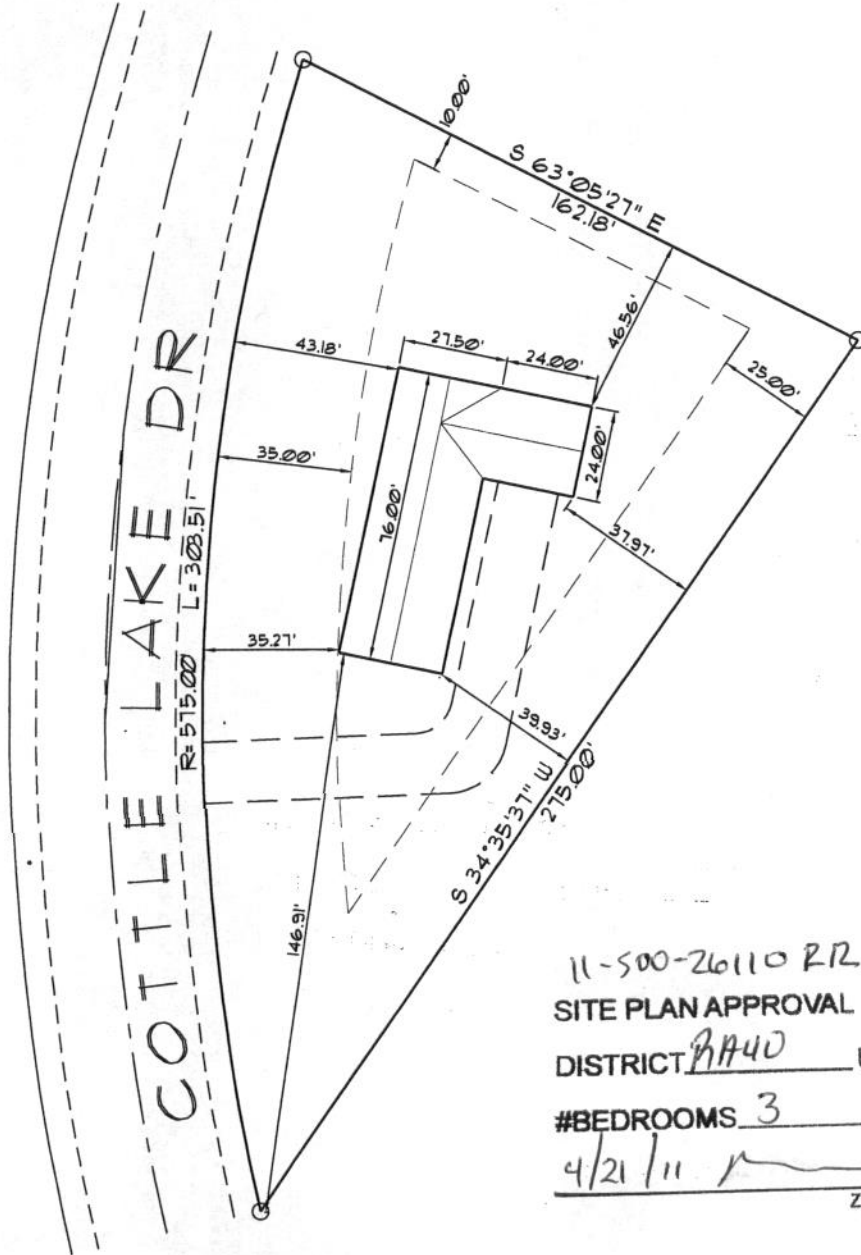 10.00'
S 63°05'27" E
162.18'
46.56'
43.18'
27.50'
24.00'
25.00'
35.00'
76.00'
24.00'
37.97'
COTTLE LAKE DR
R= 575.00' L= 303.51'
35.27'
39.93'
S 34°35'37" W
275.00'
146.91'
11-500-26110 R12
SITE PLAN APPROVAL
DISTRICT RA40
#BEDROOMS 3
4/21/11